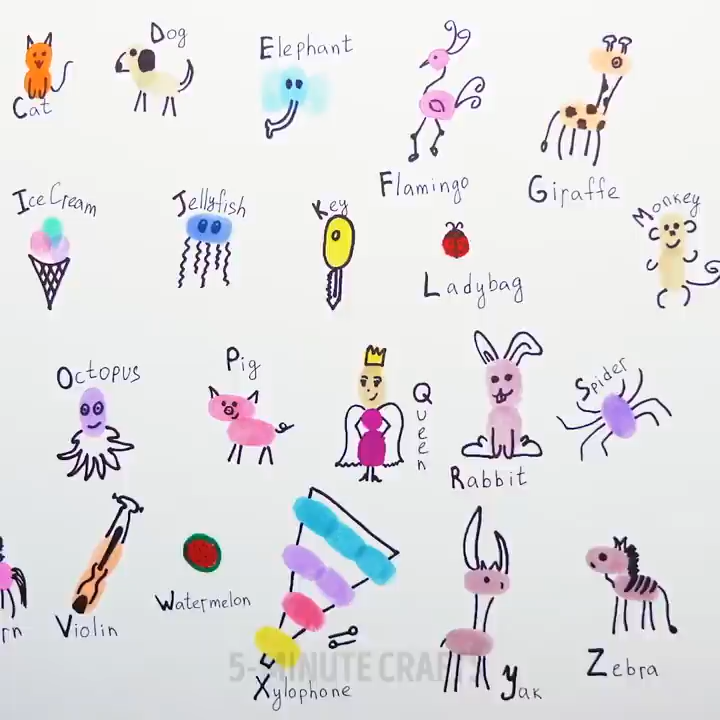 Cat
Dog
Elephant
Flamingo
Giraffe
Ice Cream
Jellyfish
Key
Ladybag
Monkey
Octopus
Pig
Queen
Rabbit
Spider
rn
Violin
Watermelon
Xylophone
Yak
Zebra
5-MINUTE CRAFTS